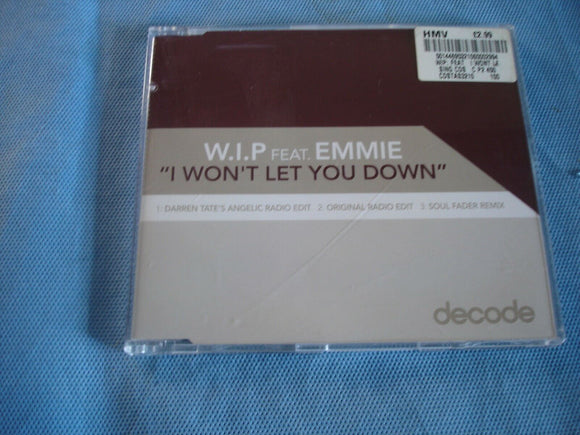 HMV £2.99
W.I.P FEAT. EMMIE
"I WON'T LET YOU DOWN"
1: DARREN TATE'S ANGELIC RADIO EDIT 2: ORIGINAL RADIO EDIT 3: SOUL FADER REMIX
decode